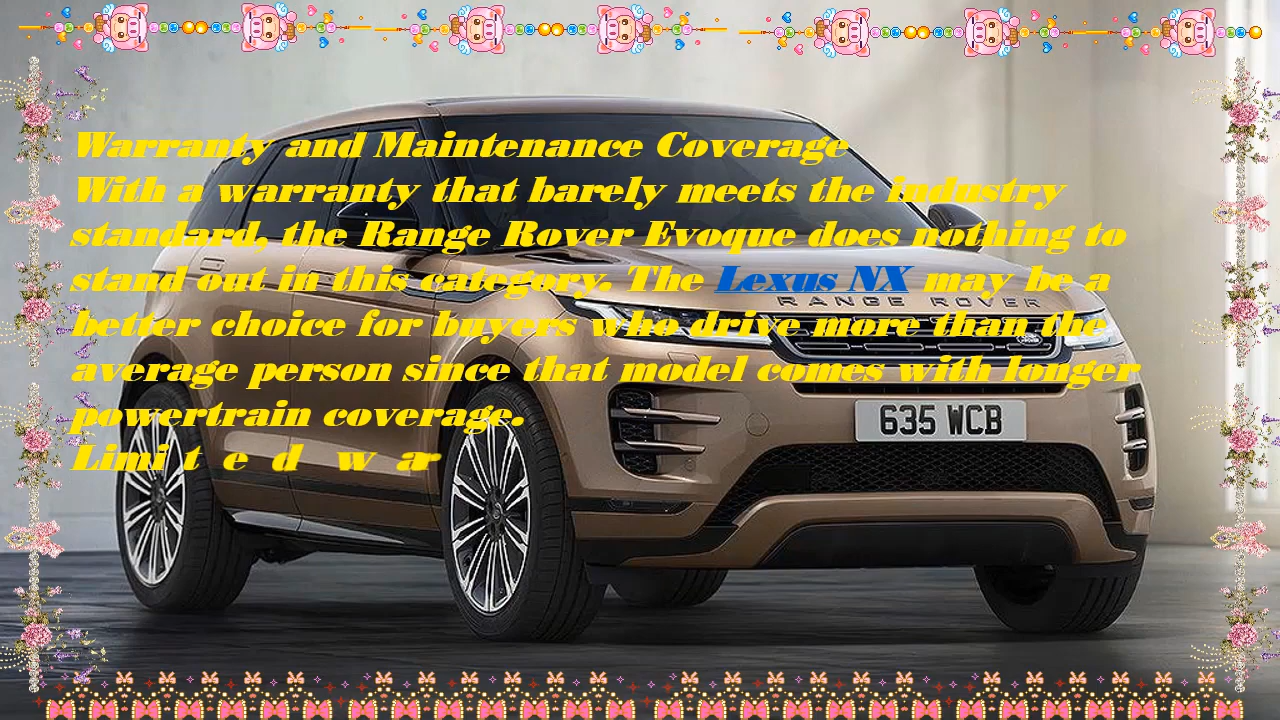 Warranty and Maintenance Coverage
With a warranty that barely meets the industry
standard, the Range Rover Evoque does nothing to
stand out in this category. The Lexus NX may be a
RANGE ROVER
better choice for buyers who drive more than the
average person since that model comes with longer
powertrain coverage.
635 WCB
Limited war